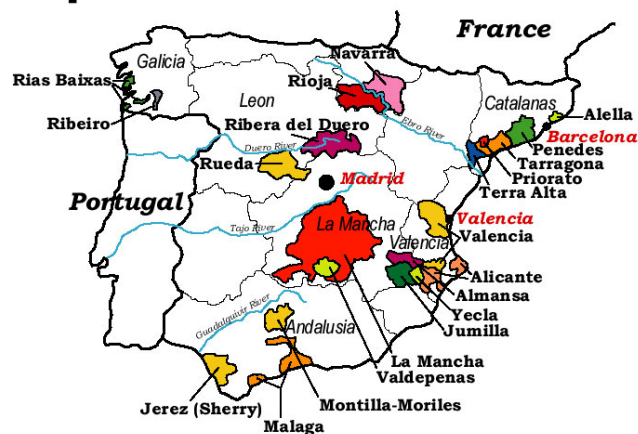 France
Navarra
Galicia
Rias Baixas
Rioja
Leon
Catalanas
Alella
Ribeiro
Ribera del Duero
Ebro River
Barcelona
Duero River
Penedes
Rueda
Tarragona
Madrid
Priorato
Terra Alta
Portugal
Valencia
La Mancha
Tajo River
Valencia
Valencia
Alicante
Almansa
Guadalquivir River
Yecla
Andalusia
Jumilla
La Mancha
Valdepenas
Jerez (Sherry)
Montilla-Moriles
Malaga